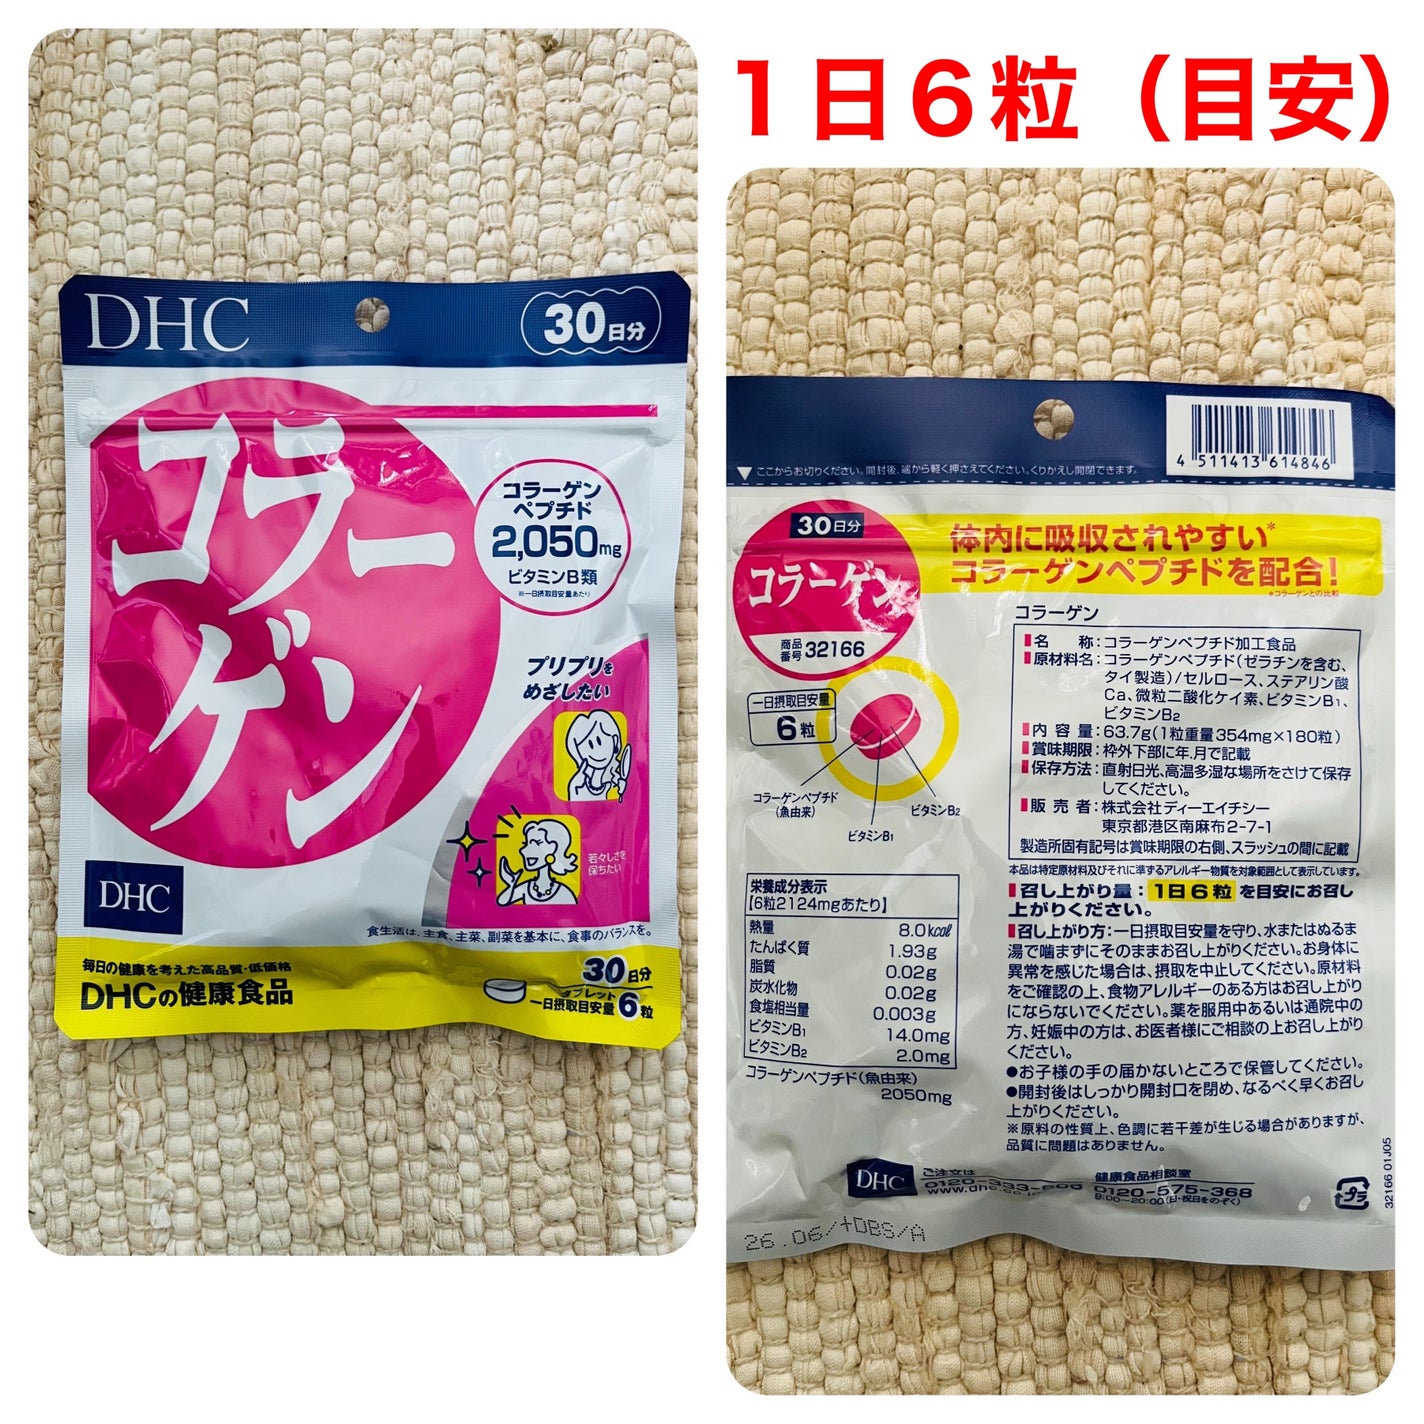 1日6粒（目安）
DHC
30日分
コラーゲン
コラーゲン
ペプチド
2,050mg
ビタミンB類
※一日摂取目安量あたり
プリプリを
めざしたい
若々しさを
保ちたい
DHC
食生活は、主食、主菜、副菜を基本に、食事のバランスを。
毎日の健康を考えた高品質・低価格
DHCの健康食品
30日分
タブレット
一日摂取目安量6粒
4 511413 614846
▼ここからお切りください。開封後、端から軽く押さえてください。くりかえし開閉できます。
30日分
コラーゲン
商品番号 32166
体内に吸収されやすい*
コラーゲンペプチドを配合!
*コラーゲンとの比較
一日摂取目安量
6粒
コラーゲンペプチド
(魚由来)
ビタミンB1
ビタミンB2
コラーゲン
名 称:コラーゲンペプチド加工食品
原材料名:コラーゲンペプチド(ゼラチンを含む、
タイ製造)/セルロース、ステアリン酸
Ca、微粒二酸化ケイ素、ビタミンB1、
ビタミンB2
内容量:63.7g(1粒重量354mg×180粒)
賞味期限:枠外下部に年.月で記載
保存方法:直射日光、高温多湿な場所をさけて保存
してください。
販売者:株式会社ディーエイチシー
東京都港区南麻布2-7-1
製造所固有記号は賞味期限の右側、スラッシュの間に記載
本品は特定原材料及びそれに準ずるアレルギー物質を対象範囲として表示しています。
召し上がり量:1日6粒を目安にお召し
上がりください。
召し上がり方:一日摂取目安量を守り、水またはぬるま
湯で噛まずにそのままお召し上がりください。お身体に
異常を感じた場合は、摂取を中止してください。原材料
をご確認の上、食物アレルギーのある方はお召し上がり
にならないでください。薬を服用中あるいは通院中の
方、妊娠中の方は、お医者様にご相談の上お召し上がり
ください。
●お子様の手の届かないところで保管してください。
●開封後はしっかり開封口を閉め、なるべく早くお召し
上がりください。
※原料の性質上、色調に若干差が生じる場合がありますが、
品質に問題はありません。
栄養成分表示
[6粒2124mgあたり]
熱量 8.0kcal
たんぱく質 1.93g
脂質 0.02g
炭水化物 0.02g
食塩相当量 0.003g
ビタミンB1 14.0mg
ビタミンB2 2.0mg
コラーゲンペプチド(魚由来)
2050mg
DHC
ご注文は
www.dhc.co.jp
健康食品相談室
0120-575-368
9:00~20:00(日・祝日をのぞく)
プラ
32166 01J05
26.06/+DBS/A